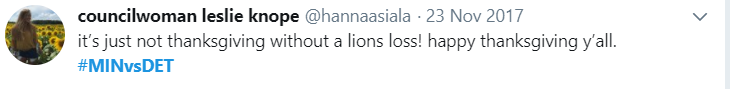 councilwoman leslie knope @hannaasiala · 23 Nov 2017
it’s just not thanksgiving without a lions loss! happy thanksgiving y’all.
#MINvsDET